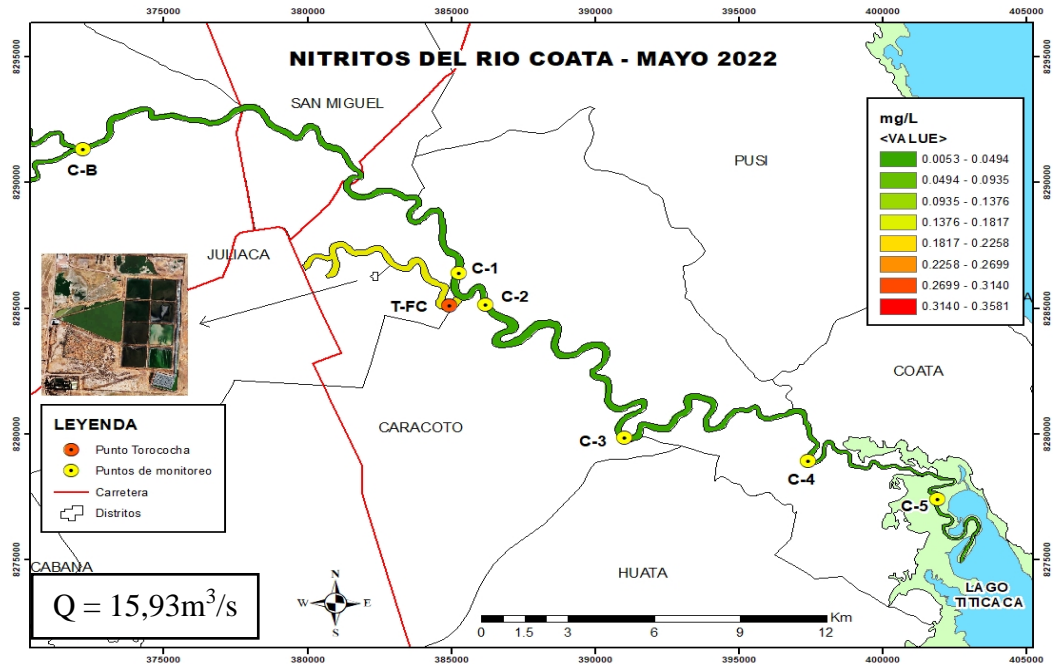 375000 380000 385000 390000 395000 400000 405000
8295000
8290000
8285000
8280000
8275000
NITRITOS DEL RIO COATA - MAYO 2022
SAN MIGUEL
PUSI
JULIACA
CARACOTO
COATA
HUATA
CABANA
A
LAGO
TITICACA
C-B
C-1
C-2
T-FC
C-3
C-4
C-5
mg/L
<VALUE>
0.0053 - 0.0494
0.0494 - 0.0935
0.0935 - 0.1376
0.1376 - 0.1817
0.1817 - 0.2258
0.2258 - 0.2699
0.2699 - 0.3140
0.3140 - 0.3581
LEYENDA
Punto Torococha
Puntos de monitoreo
Carretera
Distritos
Q = 15,93m³/s
N
W E
S
Km
0 1.5 3 6 9 12
8295000
8290000
8285000
8280000
8275000
375000 380000 385000 390000 395000 400000 405000